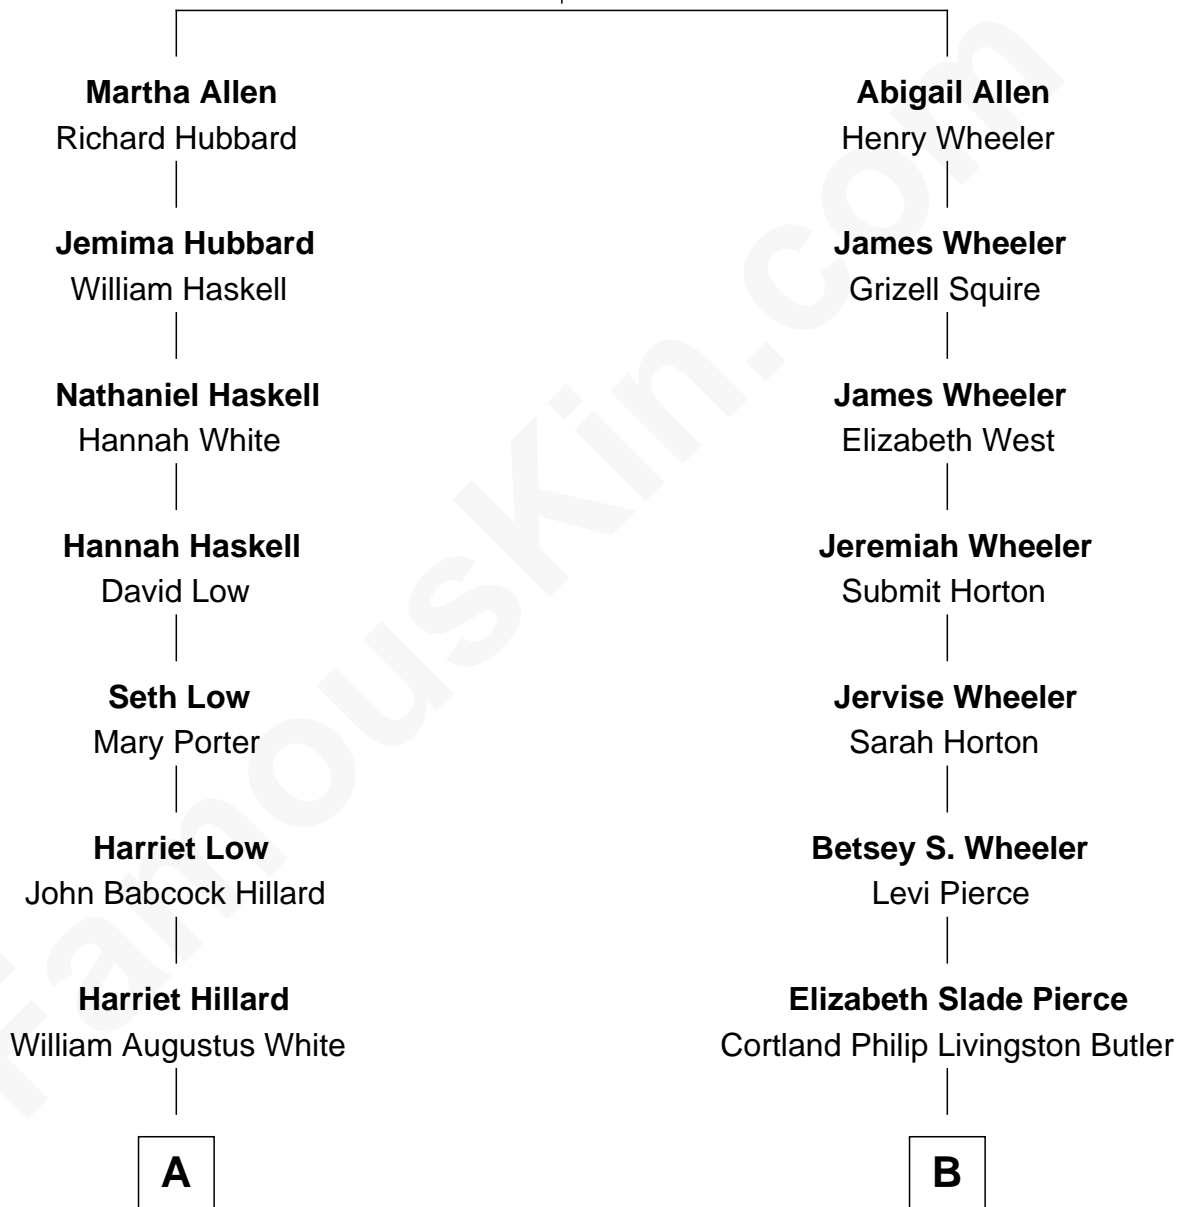 Martha Allen
Richard Hubbard
Jemima Hubbard
William Haskell
Nathaniel Haskell
Hannah White
Hannah Haskell
David Low
Seth Low
Mary Porter
Harriet Low
John Babcock Hillard
Harriet Hillard
William Augustus White
A
Abigail Allen
Henry Wheeler
James Wheeler
Grizell Squire
James Wheeler
Elizabeth West
Jeremiah Wheeler
Submit Horton
Jervise Wheeler
Sarah Horton
Betsey S. Wheeler
Levi Pierce
Elizabeth Slade Pierce
Cortland Philip Livingston Butler
B
FamousKin.com